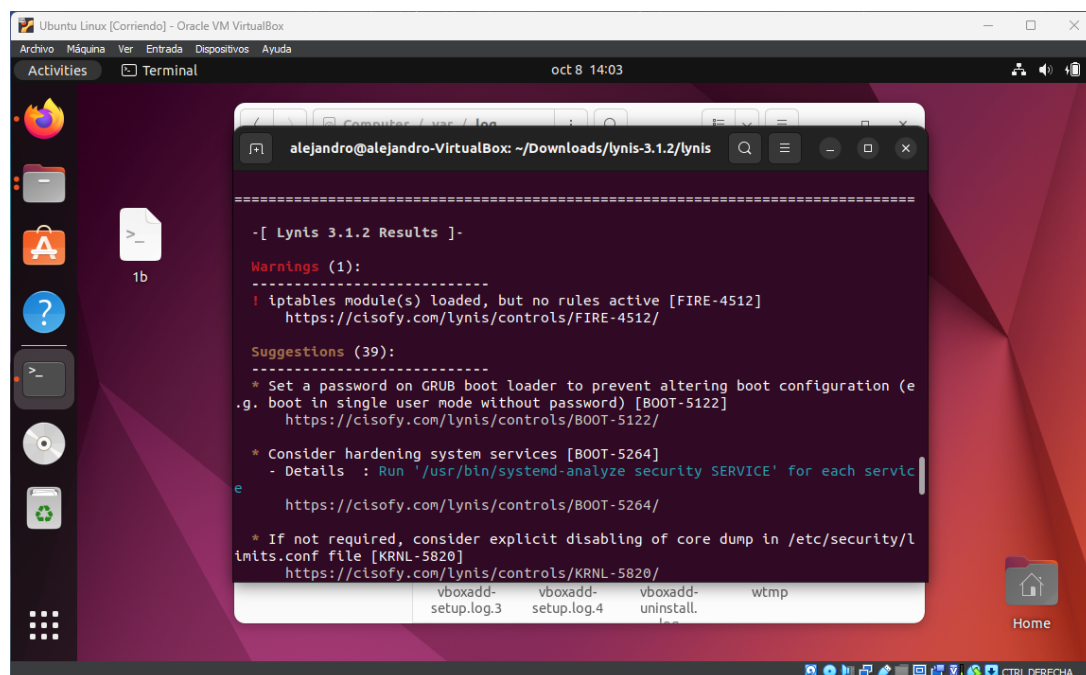 Ubuntu Linux [Corriendo] - Oracle VM VirtualBox
Archivo Máquina Ver Entrada Dispositivos Ayuda
Activities Terminal oct 8 14:03
Computer / var / log
alejandro@alejandro-VirtualBox: ~/Downloads/lynis-3.1.2/lynis
================================================================================
-[ Lynis 3.1.2 Results ]-
Warnings (1):
----------------------------
! iptables module(s) loaded, but no rules active [FIRE-4512]
https://cisofy.com/lynis/controls/FIRE-4512/
Suggestions (39):
----------------------------
* Set a password on GRUB boot loader to prevent altering boot configuration (e
.g. boot in single user mode without password) [BOOT-5122]
https://cisofy.com/lynis/controls/BOOT-5122/
* Consider hardening system services [BOOT-5264]
- Details : Run '/usr/bin/systemd-analyze security SERVICE' for each servic
e
https://cisofy.com/lynis/controls/BOOT-5264/
* If not required, consider explicit disabling of core dump in /etc/security/l
imits.conf file [KRNL-5820]
https://cisofy.com/lynis/controls/KRNL-5820/
1b
vboxadd- vboxadd- vboxadd- wtmp
setup.log.3 setup.log.4 uninstall.
Home
CTRL DERECHA